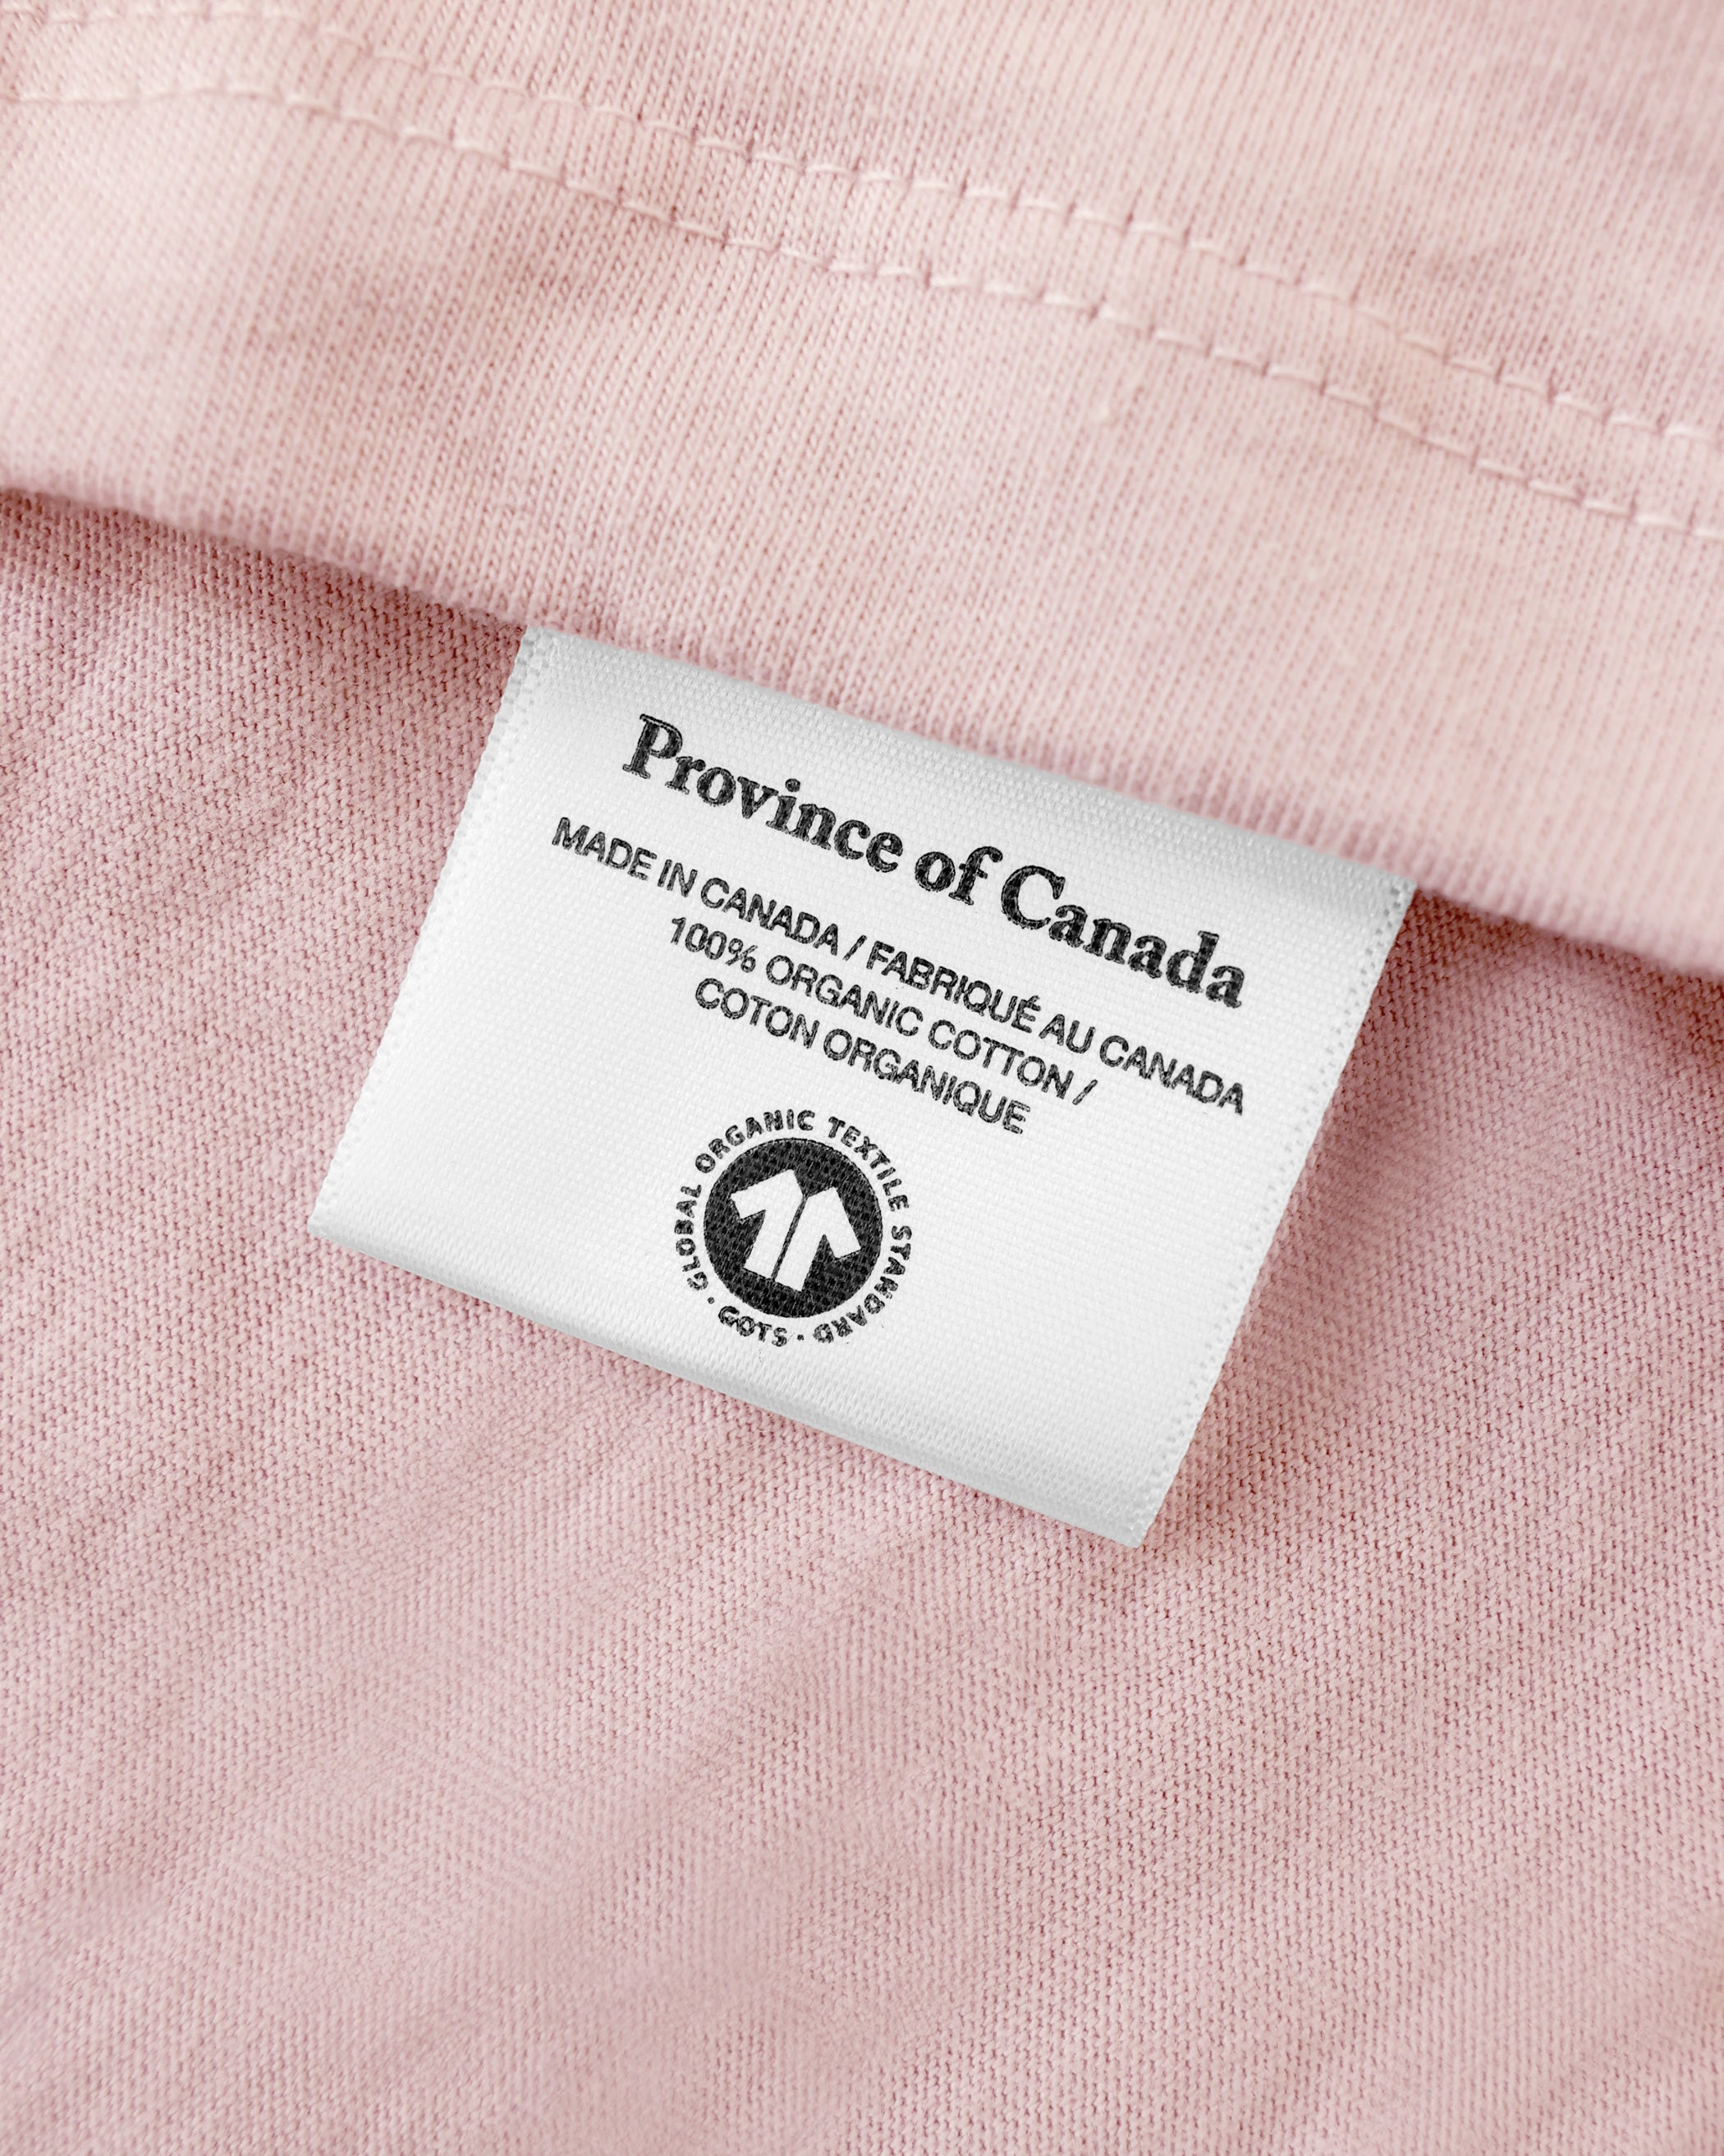 Province of Canada
MADE IN CANADA / FABRIQUÉ AU CANADA
100% ORGANIC COTTON /
COTON ORGANIQUE
GLOBAL ORGANIC TEXTILE STANDARD · GOTS ·